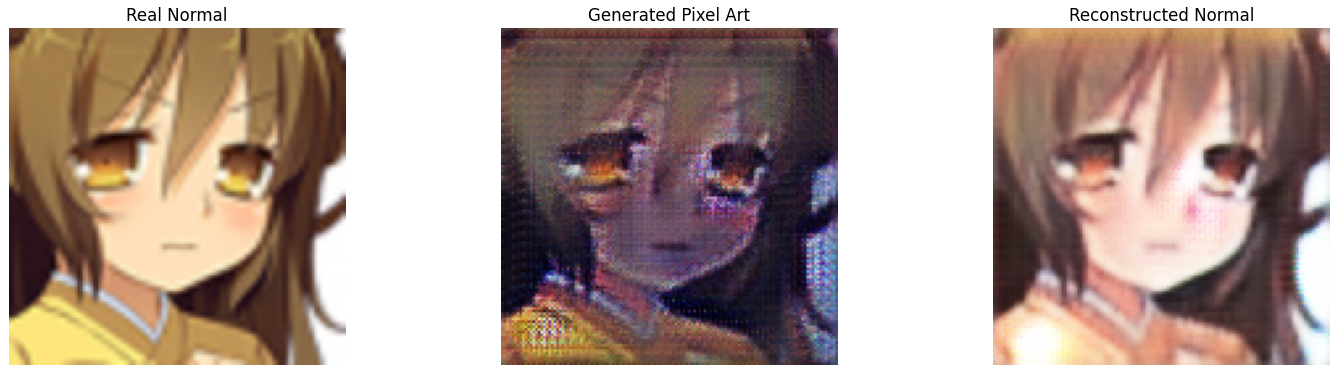 Real Normal
Generated Pixel Art
Reconstructed Normal